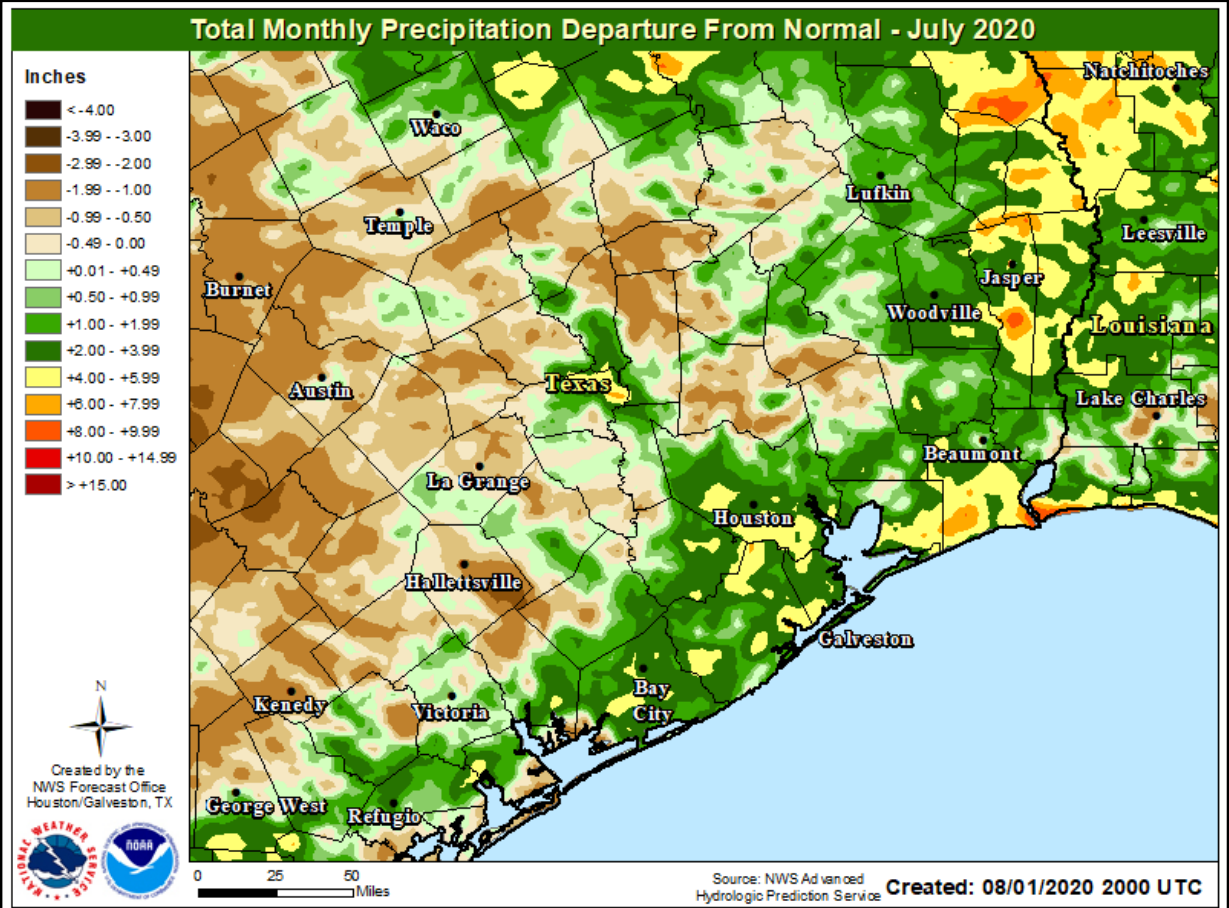 Total Monthly Precipitation Departure From Normal - July 2020
Inches
< -4.00
-3.99 - -3.00
-2.99 - -2.00
-1.99 - -1.00
-0.99 - -0.50
-0.49 - 0.00
+0.01 - +0.49
+0.50 - +0.99
+1.00 - +1.99
+2.00 - +3.99
+4.00 - +5.99
+6.00 - +7.99
+8.00 - +9.99
+10.00 - +14.99
> +15.00
Natchitoches
Waco
Lufkin
Temple
Leesville
Burnet
Jasper
Woodville
Louisiana
Texas
Austin
Lake Charles
Beaumont
La Grange
Houston
Hallettsville
Galveston
Kenedy
Victoria
Bay
City
George West
Refugio
N
Created by the
NWS Forecast Office
Houston/Galveston, TX
NATIONAL WEATHER SERVICE
NOAA
0 25 50
Miles
Source: NWS Advanced
Hydrologic Prediction Service
Created: 08/01/2020 2000 UTC